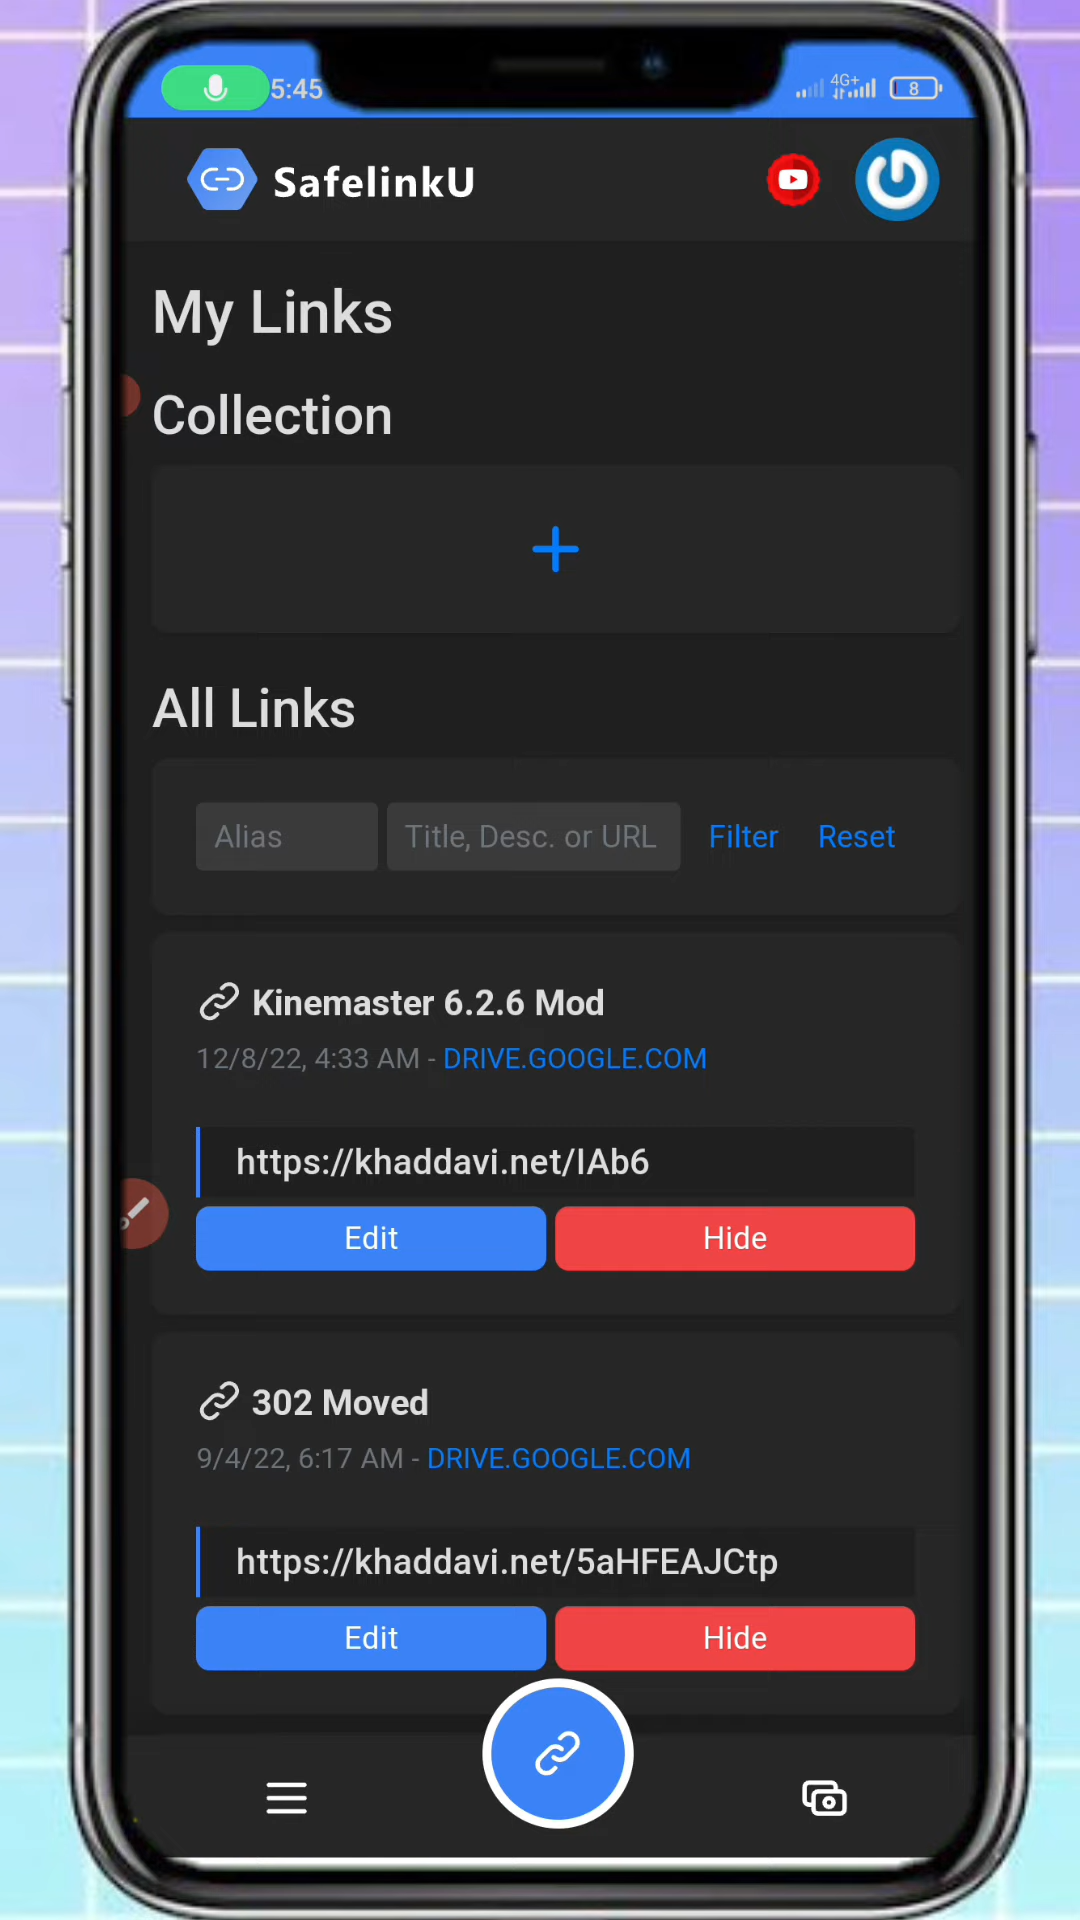 5:45
4G+
8
SafelinkU
My Links
Collection
All Links
Alias
Title, Desc. or URL
Filter
Reset
Kinemaster 6.2.6 Mod
12/8/22, 4:33 AM - DRIVE.GOOGLE.COM
https://khaddavi.net/IAb6
Edit
Hide
302 Moved
9/4/22, 6:17 AM - DRIVE.GOOGLE.COM
https://khaddavi.net/5aHFEAJCtp
Edit
Hide